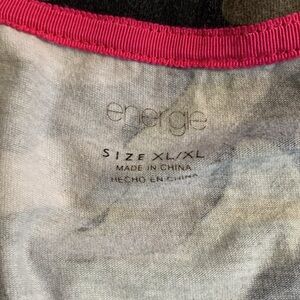 energie
SIZE XL/XL
MADE IN CHINA
HECHO EN CHINA